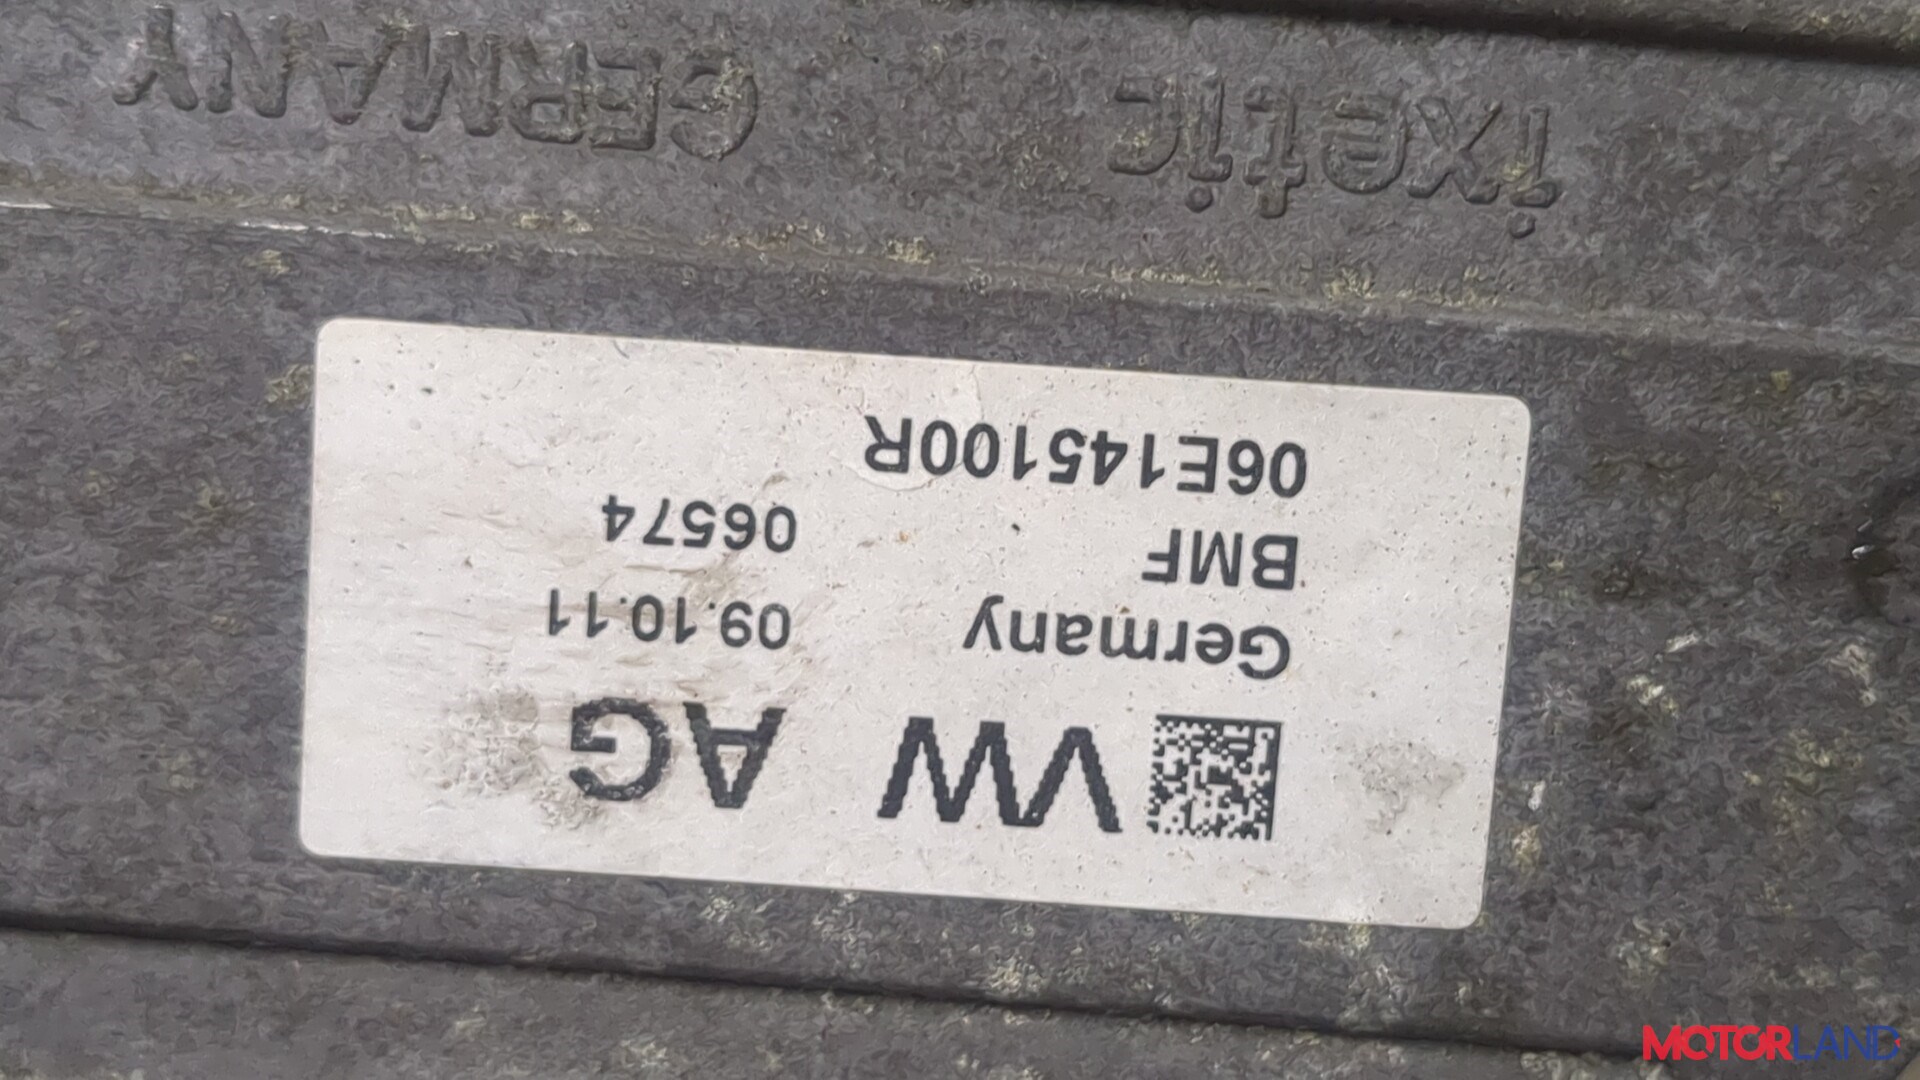 VW AG
Germany 09.10.11
BMF 06574
06E145100R
ixetic GERMANY
MOTORLAND